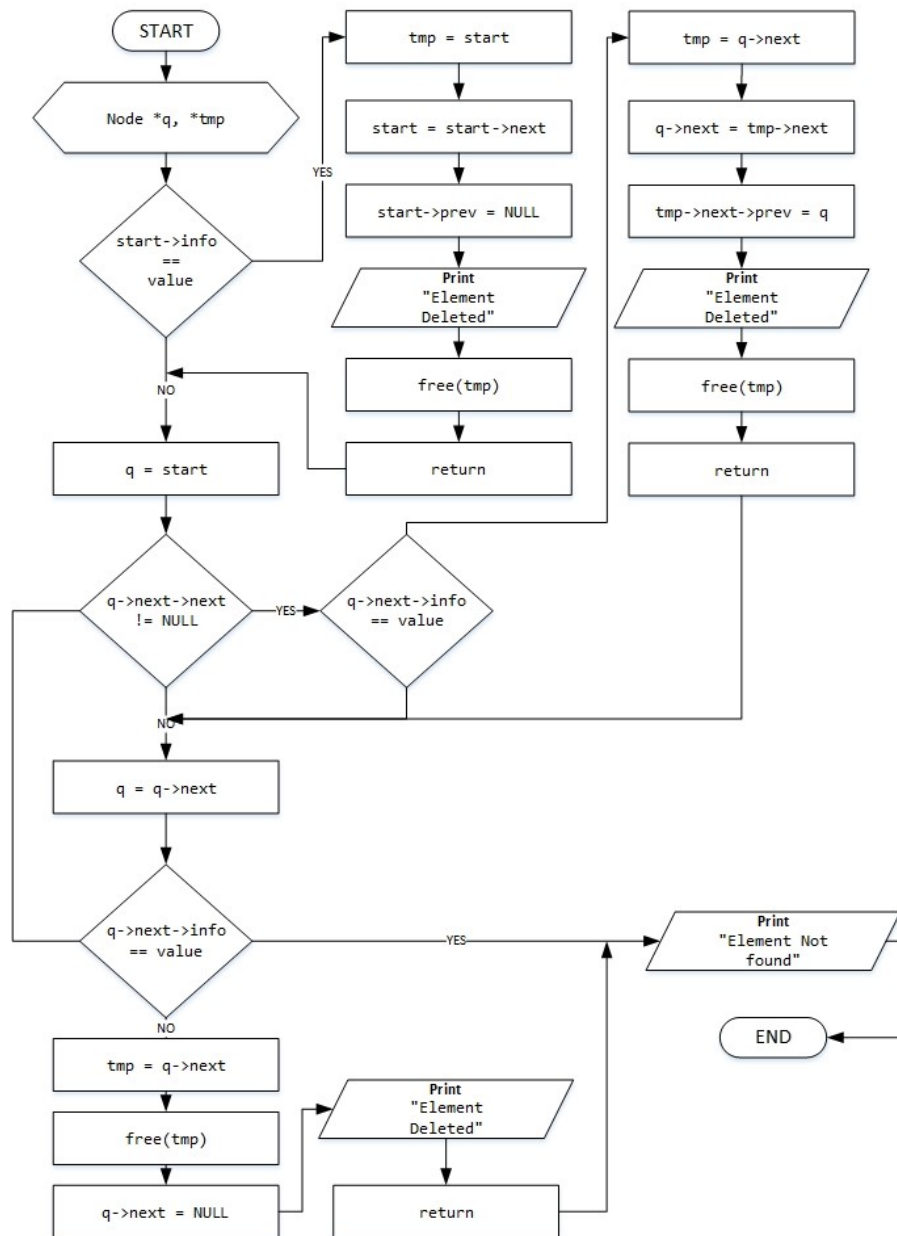 START
Node *q, *tmp
start->info
==
value
YES
tmp = start
start = start->next
start->prev = NULL
Print
"Element
Deleted"
free(tmp)
return
NO
q = start
q->next->next
!= NULL
YES
q->next->info
== value
tmp = q->next
q->next = tmp->next
tmp->next->prev = q
Print
"Element
Deleted"
free(tmp)
return
NO
q = q->next
q->next->info
== value
YES
Print
"Element Not
found"
END
NO
tmp = q->next
free(tmp)
q->next = NULL
Print
"Element
Deleted"
return